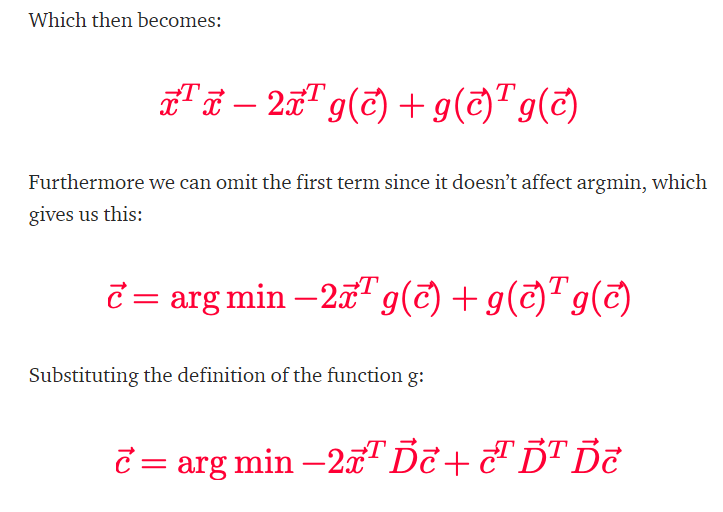 Which then becomes:
$\vec{x}^T \vec{x} - 2\vec{x}^T g(\vec{c}) + g(\vec{c})^T g(\vec{c})$
Furthermore we can omit the first term since it doesn’t affect argmin, which
gives us this:
$\vec{c} = \arg\min -2\vec{x}^T g(\vec{c}) + g(\vec{c})^T g(\vec{c})$
Substituting the definition of the function g:
$\vec{c} = \arg\min -2\vec{x}^T \vec{D}\vec{c} + \vec{c}^T \vec{D}^T \vec{D}\vec{c}$